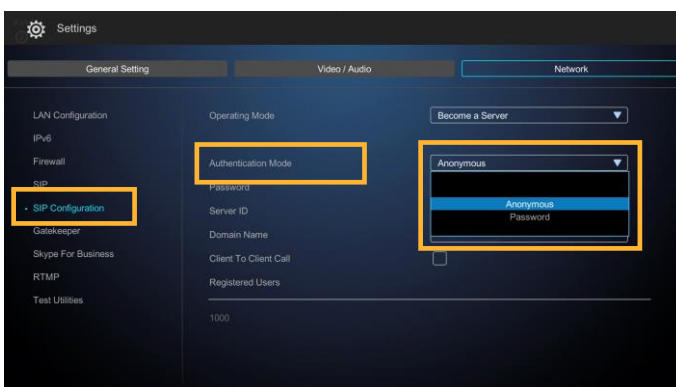 Settings
General Setting
Video / Audio
Network
LAN Configuration
IPv6
Firewall
SIP
SIP Configuration
Gatekeeper
Skype For Business
RTMP
Test Utilities
Operating Mode
Become a Server
Authentication Mode
Anonymous
Anonymous
Password
Password
Server ID
Domain Name
Client To Client Call
Registered Users
1000